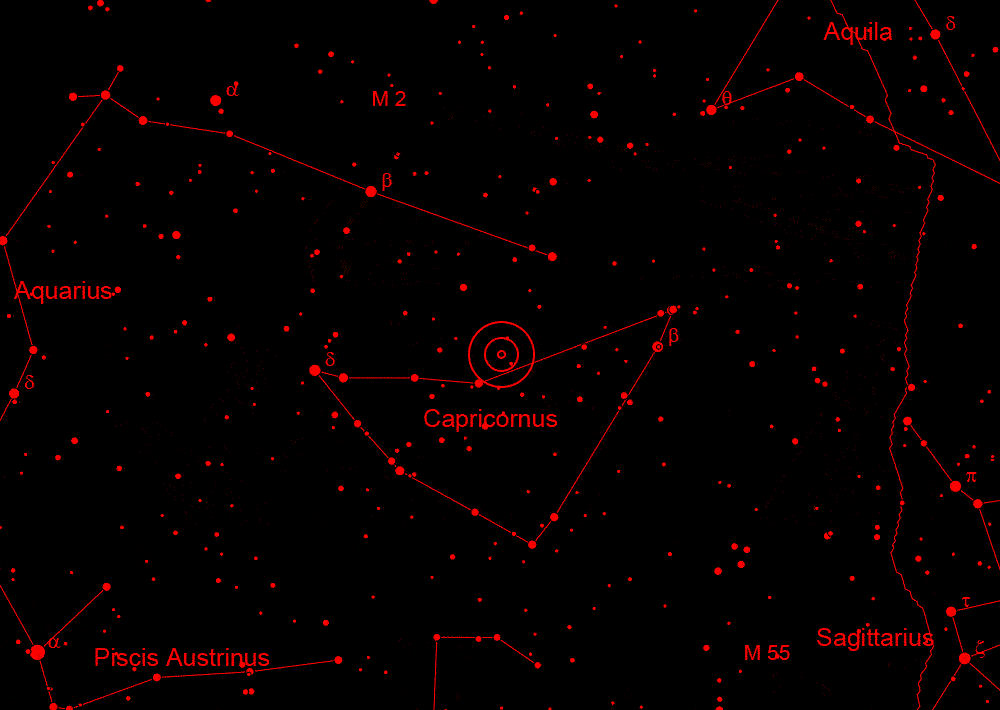 Aquila
δ
α
M 2
θ
β
Aquarius
β
δ
δ
Capricornus
π
τ
α
Piscis Austrinus
Sagittarius
ζ
M 55